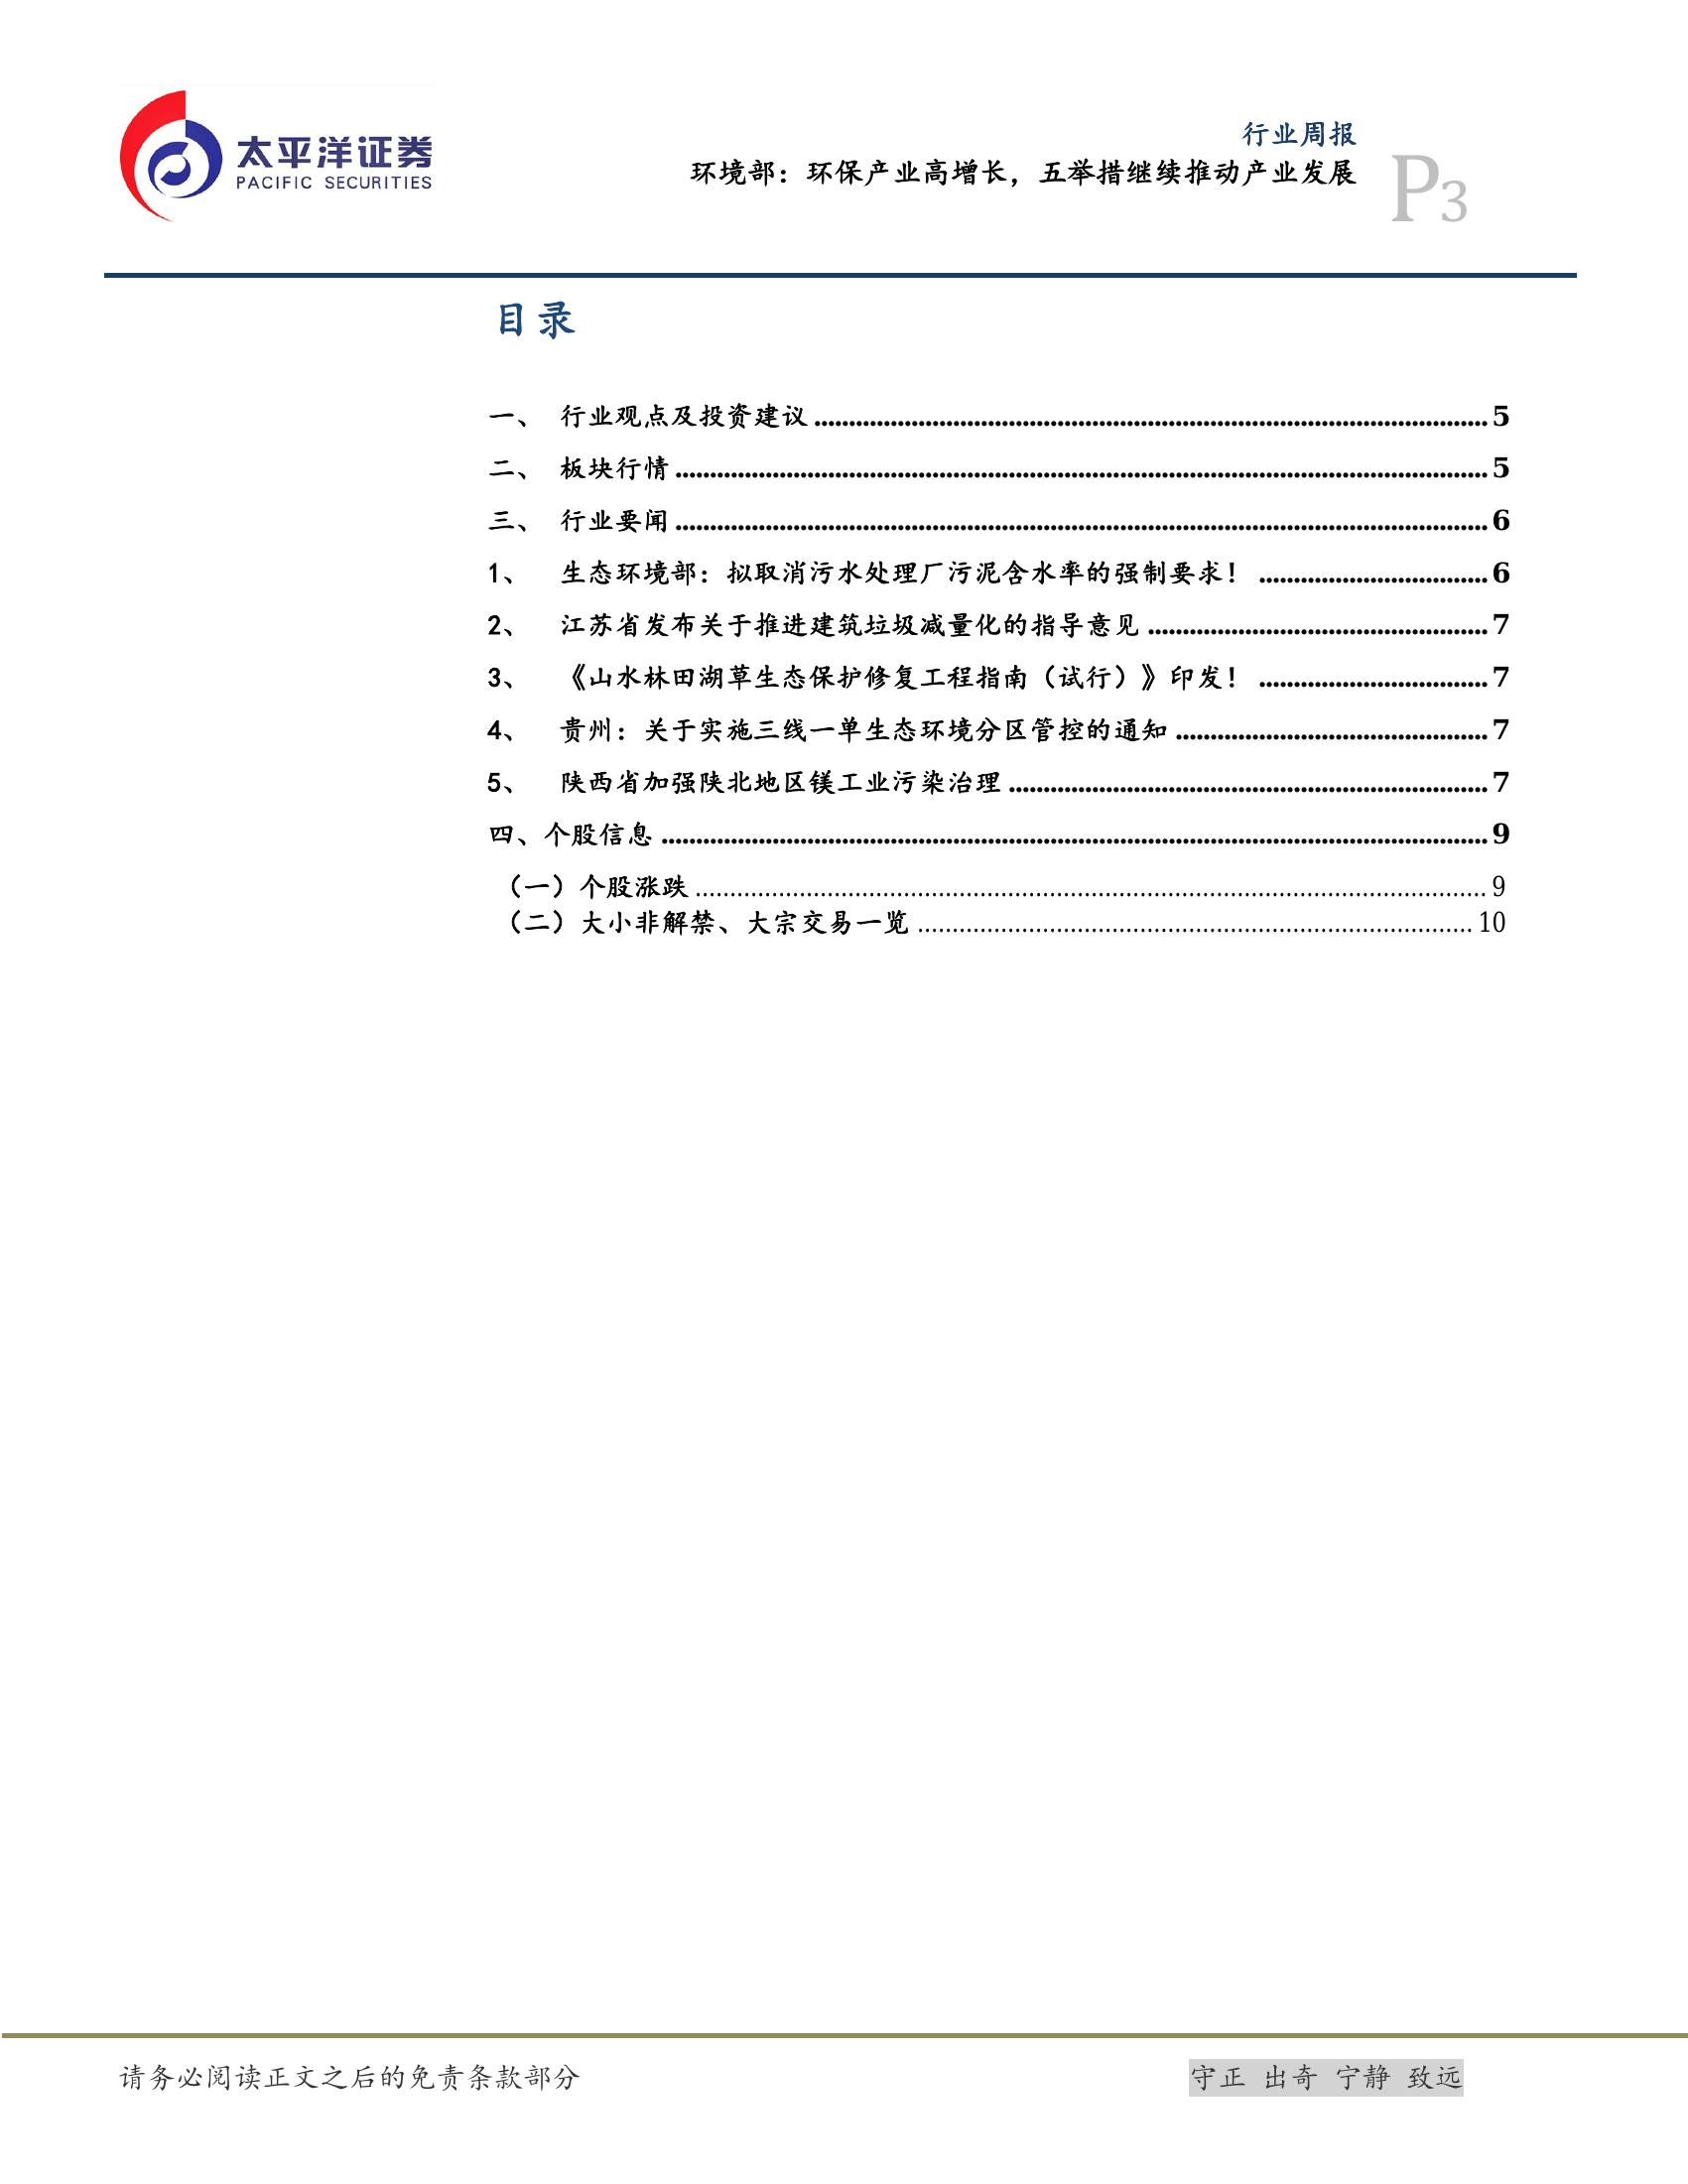 太平洋证券
PACIFIC SECURITIES
行业周报
环境部：环保产业高增长，五举措继续推动产业发展
P3
目录
一、 行业观点及投资建议 5
二、 板块行情 5
三、 行业要闻 6
1、 生态环境部：拟取消污水处理厂污泥含水率的强制要求！ 6
2、 江苏省发布关于推进建筑垃圾减量化的指导意见 7
3、 《山水林田湖草生态保护修复工程指南（试行）》印发！ 7
4、 贵州：关于实施三线一单生态环境分区管控的通知 7
5、 陕西省加强陕北地区镁工业污染治理 7
四、个股信息 9
（一）个股涨跌 9
（二）大小非解禁、大宗交易一览 10
请务必阅读正文之后的免责条款部分
守正 出奇 宁静 致远